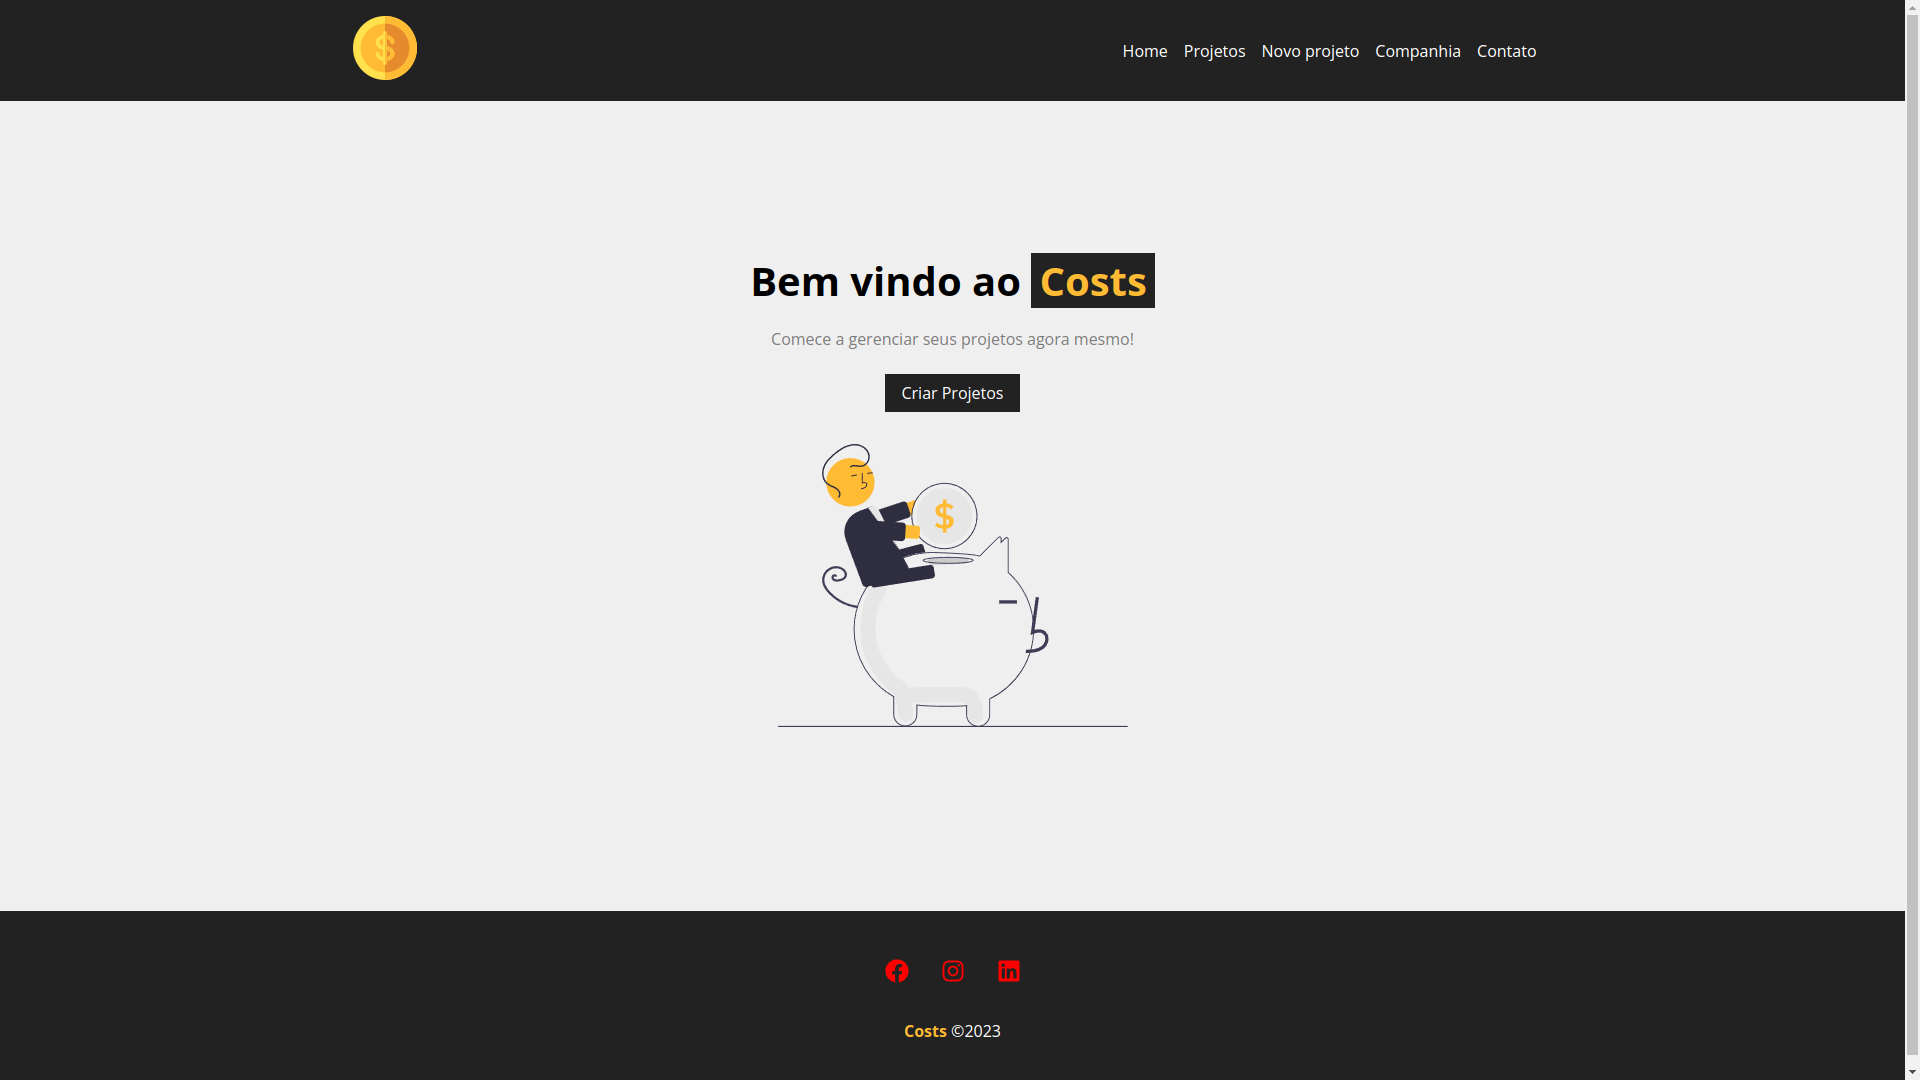 $
Home Projetos Novo projeto Companhia Contato
Bem vindo ao Costs
Comece a gerenciar seus projetos agora mesmo!
Criar Projetos
$
Costs ©2023